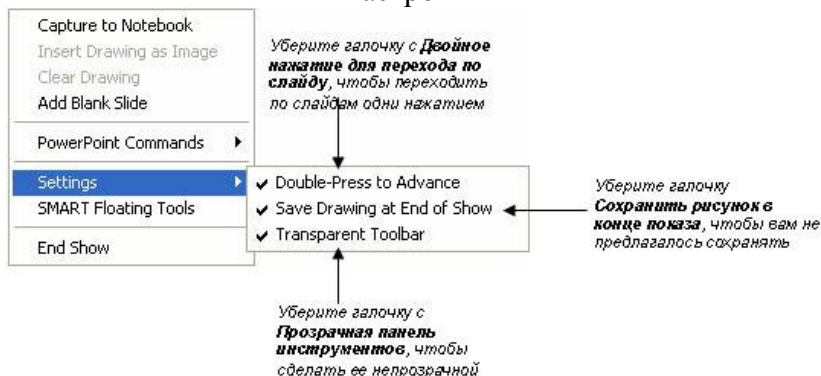 Capture to Notebook
Insert Drawing as Image
Clear Drawing
Add Blank Slide
PowerPoint Commands
Settings
SMART Floating Tools
End Show
Уберите галочку с Двойное
нажатие для перехода по
слайду, чтобы переходить
по слайдам одни нажатием
Double-Press to Advance
Save Drawing at End of Show
Transparent Toolbar
Уберите галочку
Сохранить рисунок в
конце показа, чтобы вам не
предлагалось сохранять
Уберите галочку с
Прозрачная панель
инструментов, чтобы
сделать ее непрозрачной